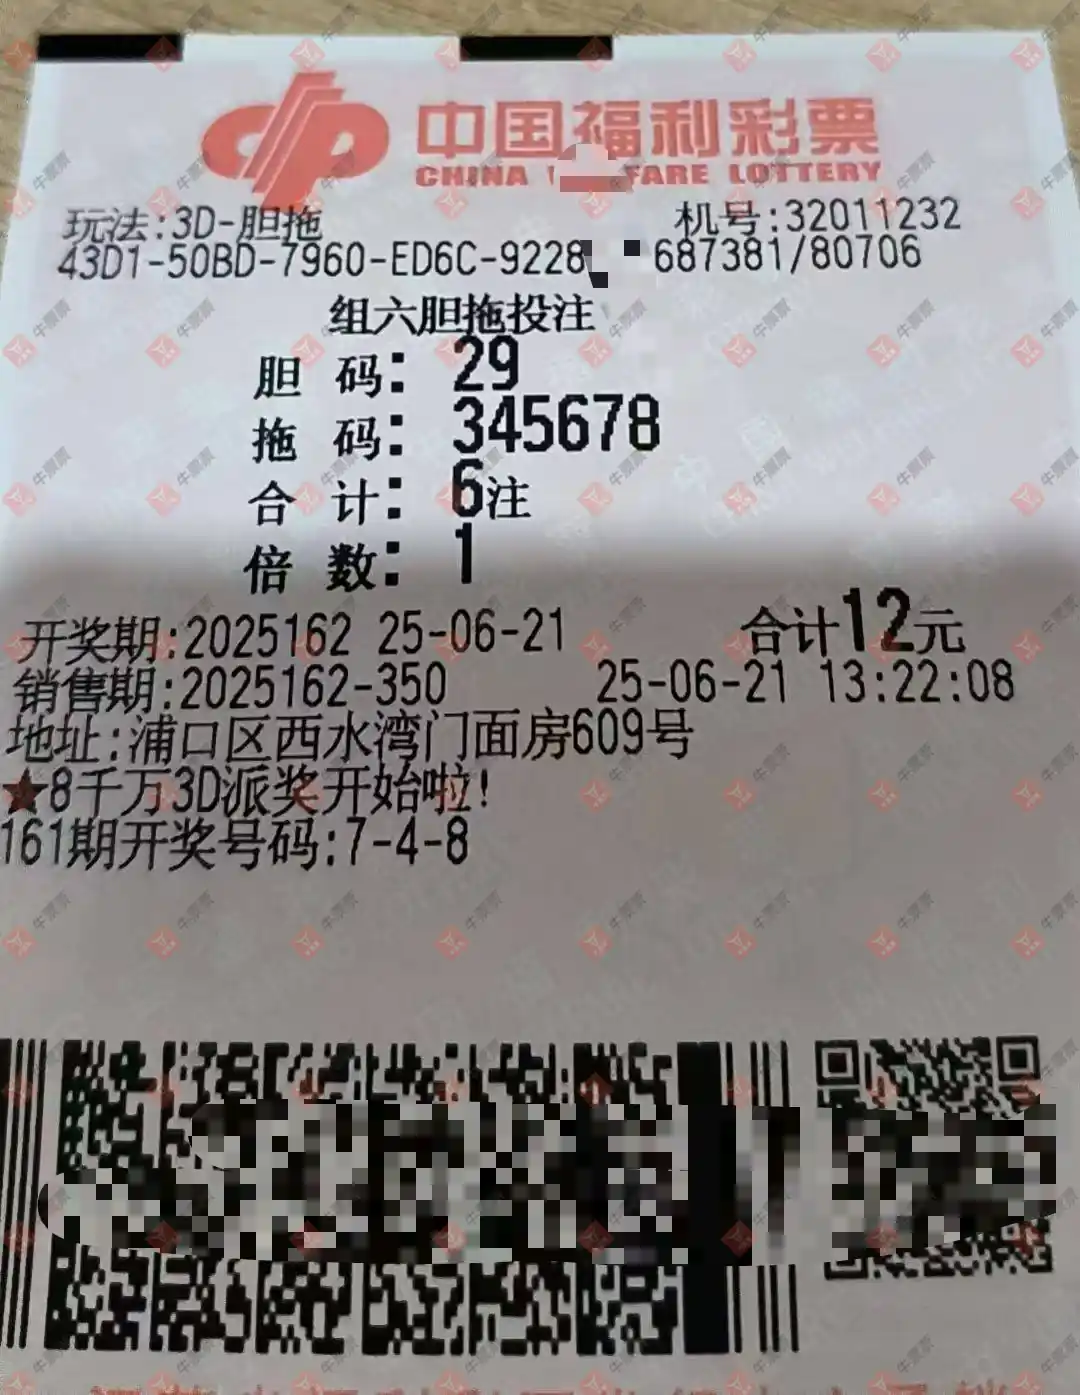 中国福利彩票
CHINA FARE LOTTERY
玩法:3D-胆拖 机号:32011232
43D1-50BD-7960-ED6C-9228 687381/80706
组六胆拖投注
胆 码: 29
拖 码: 345678
合 计: 6注
倍 数: 1
开奖期:2025162 25-06-21 合计12元
销售期:2025162-350 25-06-21 13:22:08
地址:浦口区西水湾门面房609号
★8千万3D派奖开始啦!
161期开奖号码:7-4-8
牛票票